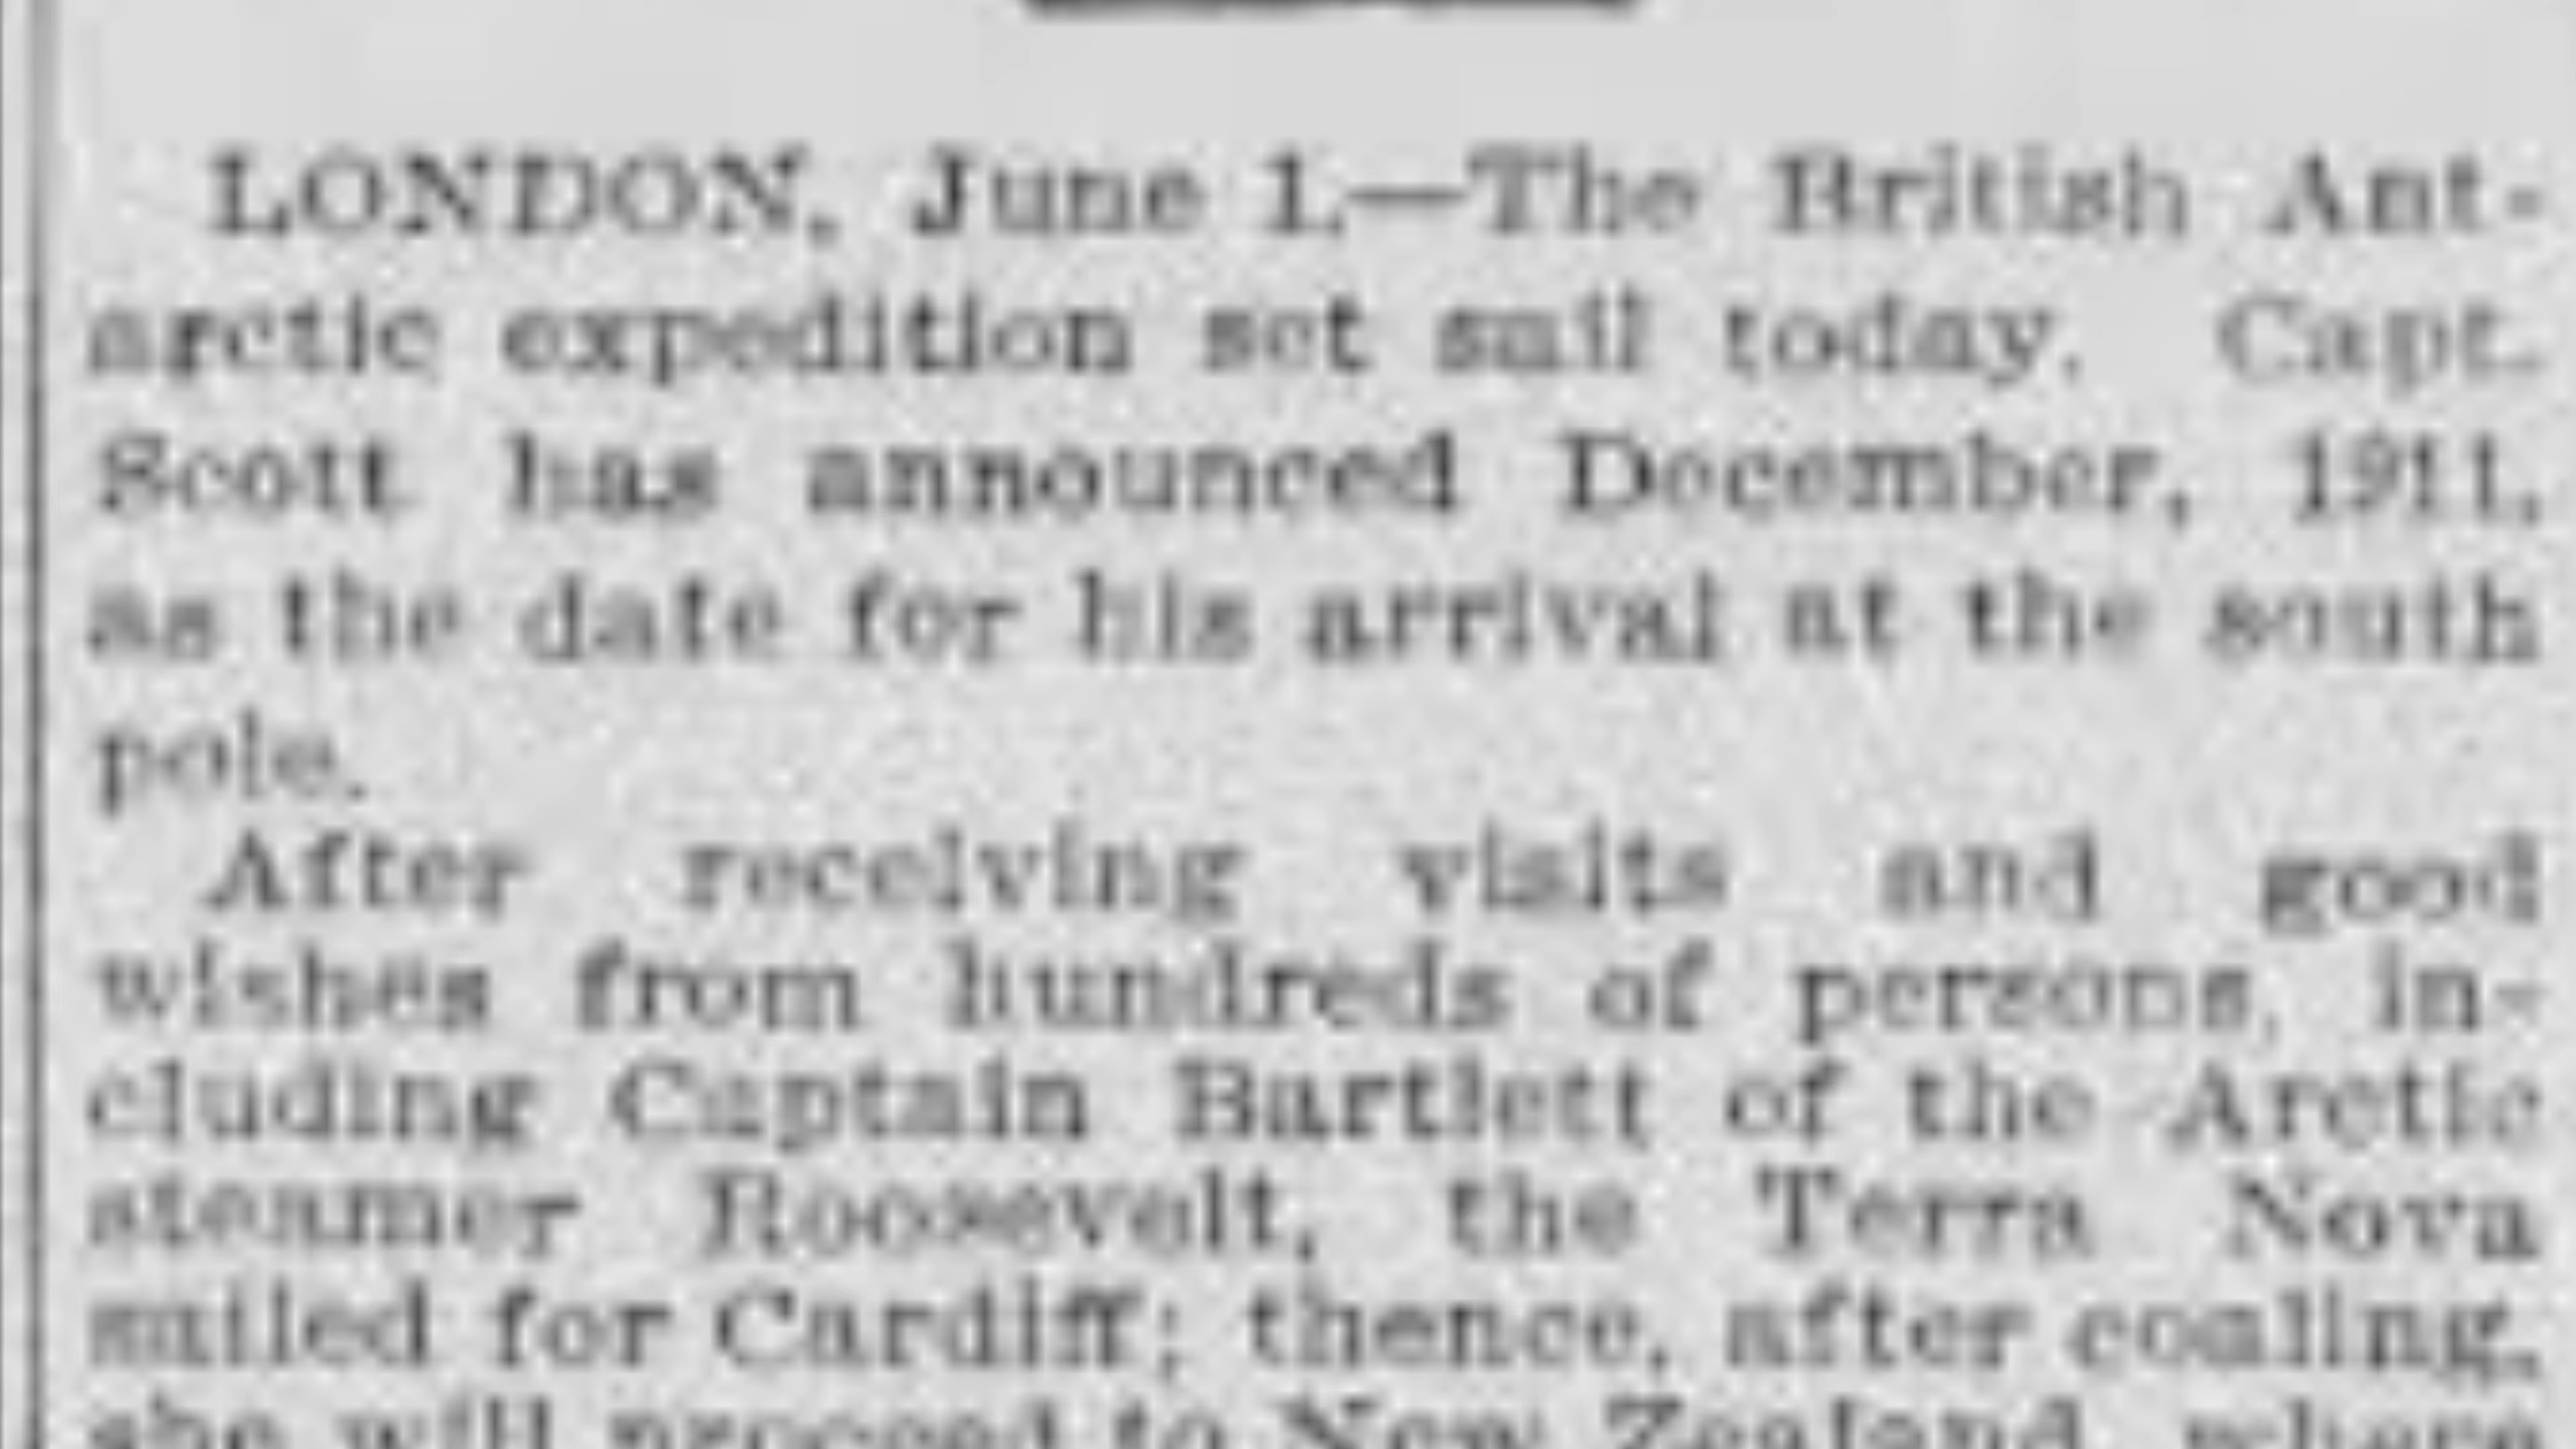 LONDON, June 1.—The British Ant-
arctic expedition set sail today. Capt.
Scott has announced December, 1911,
as the date for his arrival at the south
pole.
After receiving visits and good
wishes from hundreds of persons, in-
cluding Captain Bartlett of the Arctic
steamer Roosevelt, the Terra Nova
sailed for Cardiff; thence, after coaling,
she will proceed to New Zealand, where